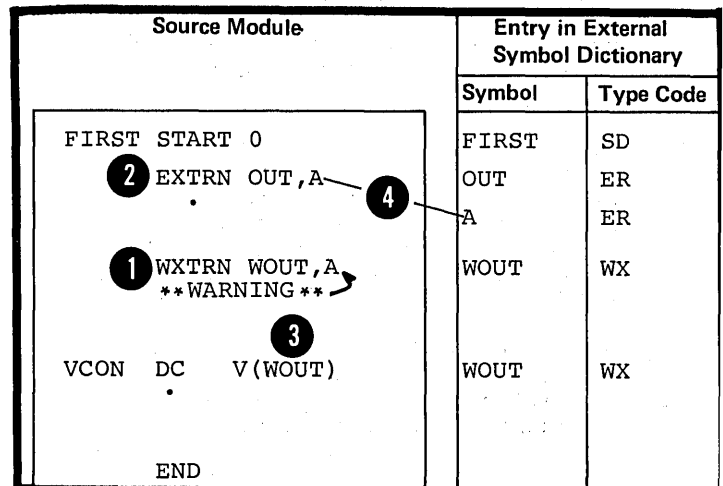 Source Module
Entry in External
Symbol Dictionary
Symbol Type Code
FIRST START 0 FIRST SD
2 EXTRN OUT,A 4 OUT ER
A ER
1 WXTRN WOUT,A WOUT WX
**WARNING**
3
VCON DC V(WOUT) WOUT WX
END